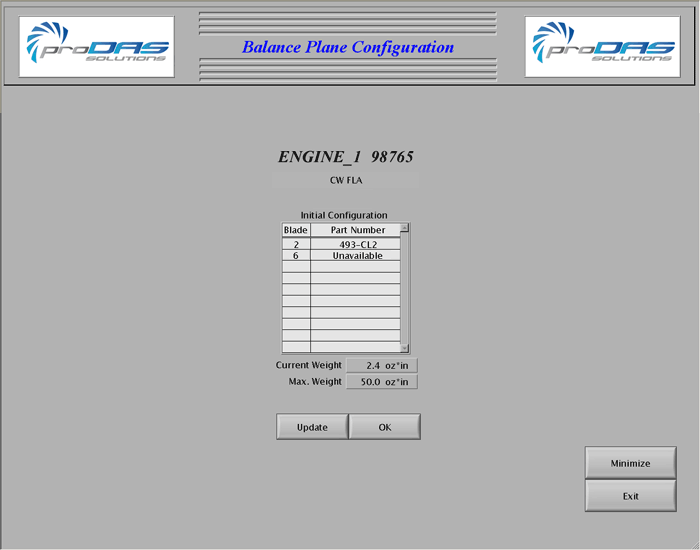 proDAS
SOLUTIONS
Balance Plane Configuration
proDAS
SOLUTIONS
ENGINE_1 98765
CW FLA
Initial Configuration
Blade Part Number
2 493-CL2
6 Unavailable
Current Weight 2.4 oz*in
Max. Weight 50.0 oz*in
Update OK
Minimize
Exit